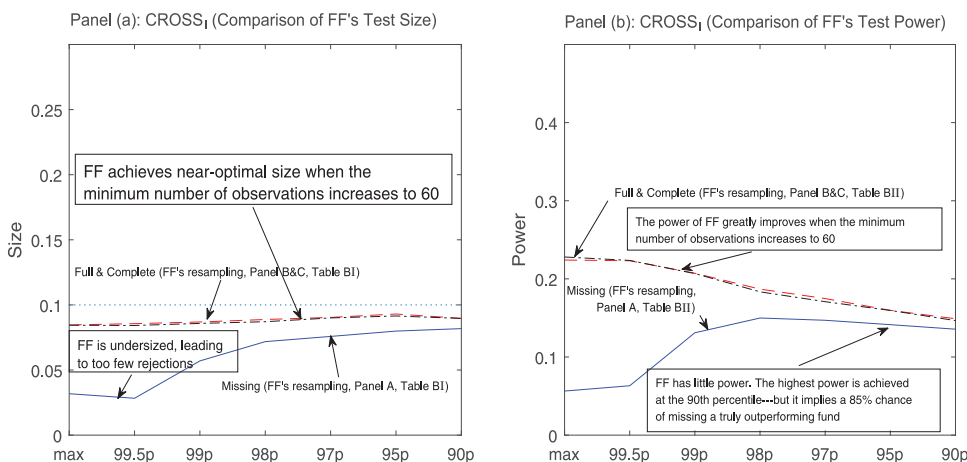 Panel (a): CROSSI (Comparison of FF's Test Size)
0.25
0.2
0.15
0.1
0.05
0
Size
FF achieves near-optimal size when the
minimum number of observations increases to 60
Full & Complete (FF's resampling, Panel B&C, Table BI)
FF is undersized, leading
to too few rejections
Missing (FF's resampling, Panel A, Table BI)
max 99.5p 99p 98p 97p 95p 90p
Panel (b): CROSSI (Comparison of FF's Test Power)
0.4
0.3
0.2
0.1
0
Power
Full & Complete (FF's resampling, Panel B&C, Table BII)
The power of FF greatly improves when the minimum
number of observations increases to 60
Missing (FF's resampling,
Panel A, Table BII)
FF has little power. The highest power is achieved
at the 90th percentile---but it implies a 85% chance
of missing a truly outperforming fund
max 99.5p 99p 98p 97p 95p 90p